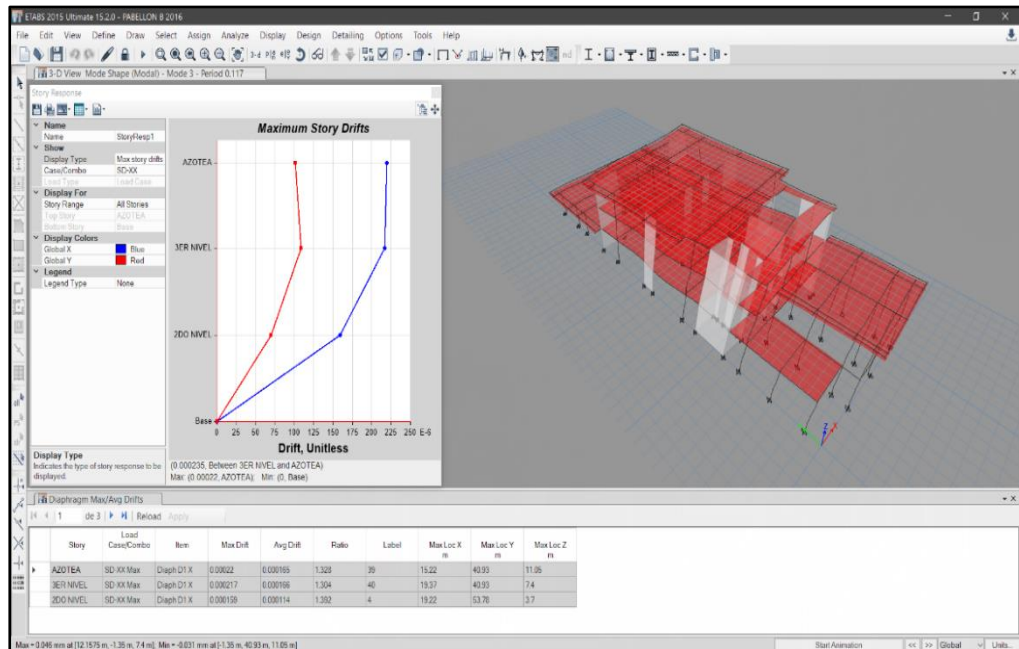 ETABS 2015 Ultimate 15.2.0 - PABELLON B 2016
File Edit View Define Draw Select Assign Analyze Display Design Detailing Options Tools Help
3-D View Mode Shape (Modal) - Mode 3 - Period 0.117
Story Response
Name
Name StoryResp1
Show
Display Type Max story drifts
Case/Combo SD-XX
Load Type Load Case
Display For
Story Range All Stories
Top Story AZOTEA
Bottom Story Base
Display Colors
Global X Blue
Global Y Red
Legend
Legend Type None
Display Type
Indicates the type of story response to be
displayed.
Maximum Story Drifts
AZOTEA
3ER NIVEL
2DO NIVEL
Base
0 25 50 75 100 125 150 175 200 225 250 E-6
Drift, Unitless
(0.000235, Between 3ER NIVEL and AZOTEA)
Max: (0.00022, AZOTEA); Min: (0, Base)
Z X
Diaphragm Max/Avg Drifts
1 de 3 Reload Apply
Story Load Case/Combo Item Max Drift Avg Drift Ratio Label Max Loc X m Max Loc Y m Max Loc Z m
AZOTEA SD-XX Max Diaph D1 X 0.00022 0.000165 1.328 39 15.22 40.93 11.05
3ER NIVEL SD-XX Max Diaph D1 X 0.000217 0.000166 1.304 40 19.37 40.93 7.4
2DO NIVEL SD-XX Max Diaph D1 X 0.000159 0.000114 1.392 4 19.22 53.78 3.7
Max = 0.046 mm at [12.1575 m, -1.35 m, 7.4 m], Min = -0.031 mm at [-1.35 m, 40.93 m, 11.05 m]
Start Animation << >> Global Units...